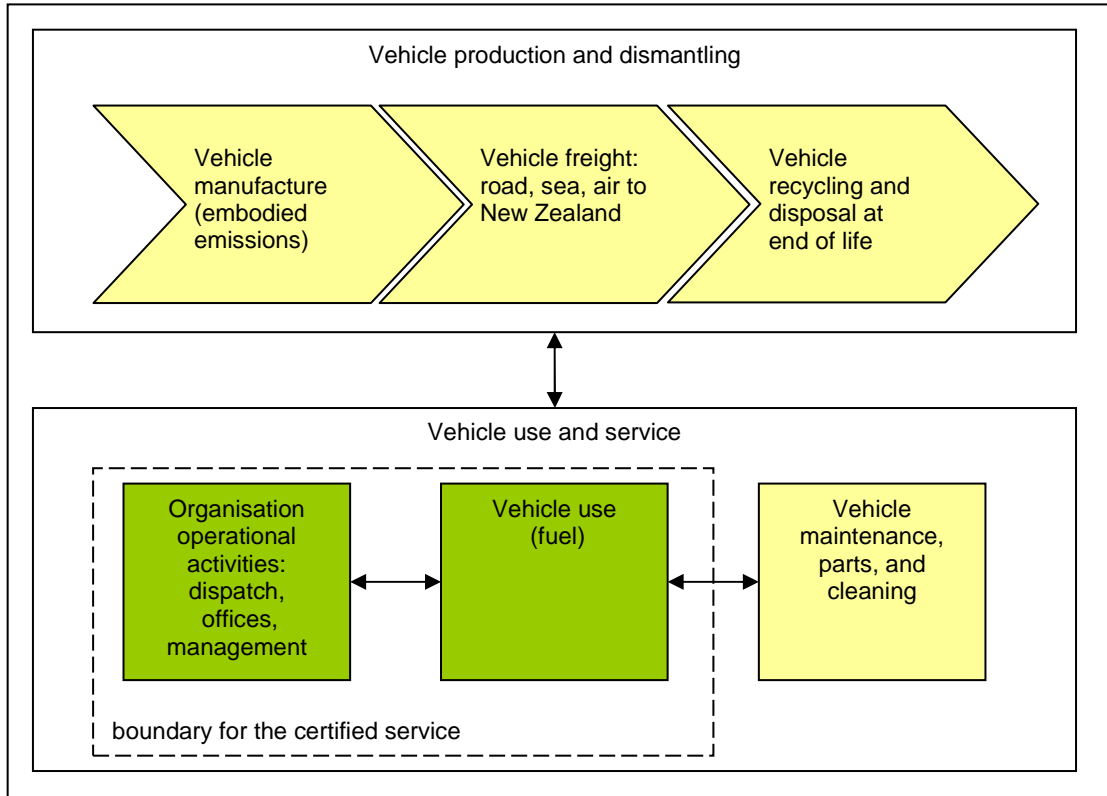 Vehicle production and dismantling
Vehicle
manufacture
(embodied
emissions)
Vehicle freight:
road, sea, air to
New Zealand
Vehicle
recycling and
disposal at
end of life
Vehicle use and service
Organisation
operational
activities:
dispatch,
offices,
management
Vehicle use
(fuel)
Vehicle
maintenance,
parts, and
cleaning
boundary for the certified service